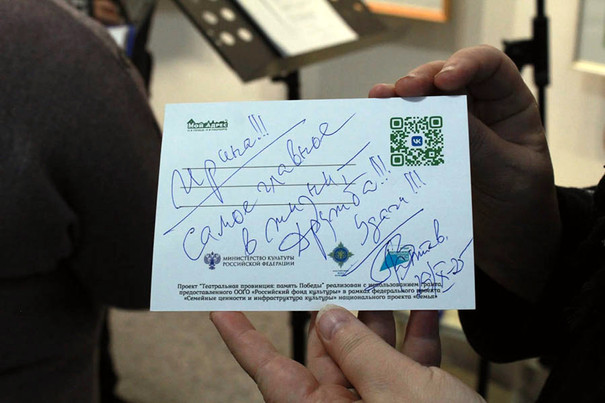 Мой Адрес
Ирина!!!
Самое главное
в жизни -
дружба!!!
Удачи!!!
МИНИСТЕРСТВО КУЛЬТУРЫ
РОССИЙСКОЙ ФЕДЕРАЦИИ
Проект «Театральная провинция: память Победы» реализован с использованием гранта,
предоставленного ООГО «Российский фонд культуры» в рамках федерального проекта
«Семейные ценности и инфраструктура культуры» национального проекта «Семья»